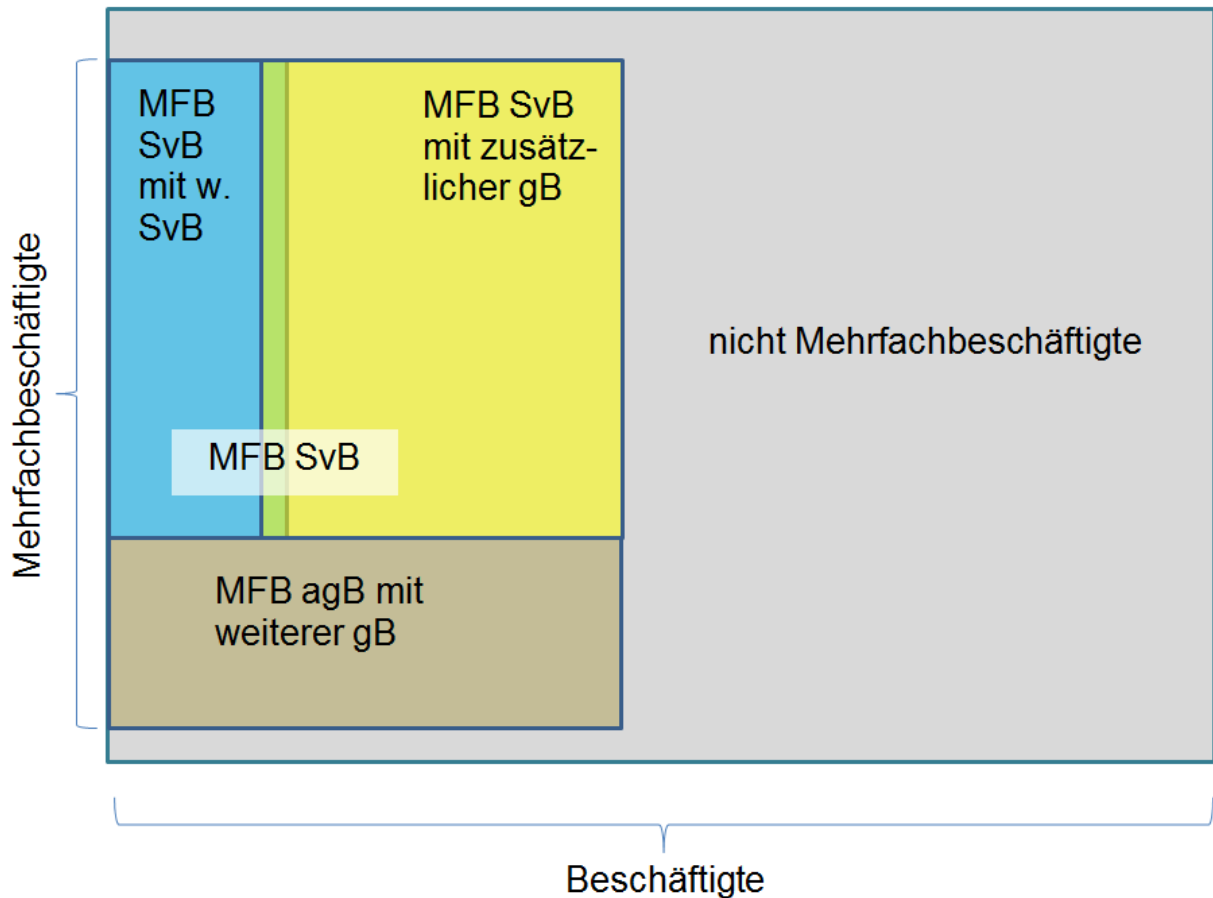 MFB
SvB
mit w.
SvB
MFB SvB
mit zusätz-
licher gB
Mehrfachbeschäftigte
nicht Mehrfachbeschäftigte
MFB SvB
MFB agB mit
weiterer gB
Beschäftigte